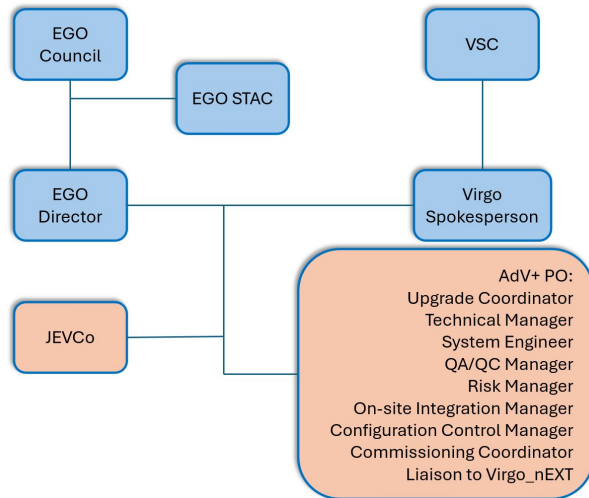 EGO
Council
VSC
EGO STAC
EGO
Director
Virgo
Spokesperson
JEVCo
AdV+ PO:
Upgrade Coordinator
Technical Manager
System Engineer
QA/QC Manager
Risk Manager
On-site Integration Manager
Configuration Control Manager
Commissioning Coordinator
Liaison to Virgo_nEXT